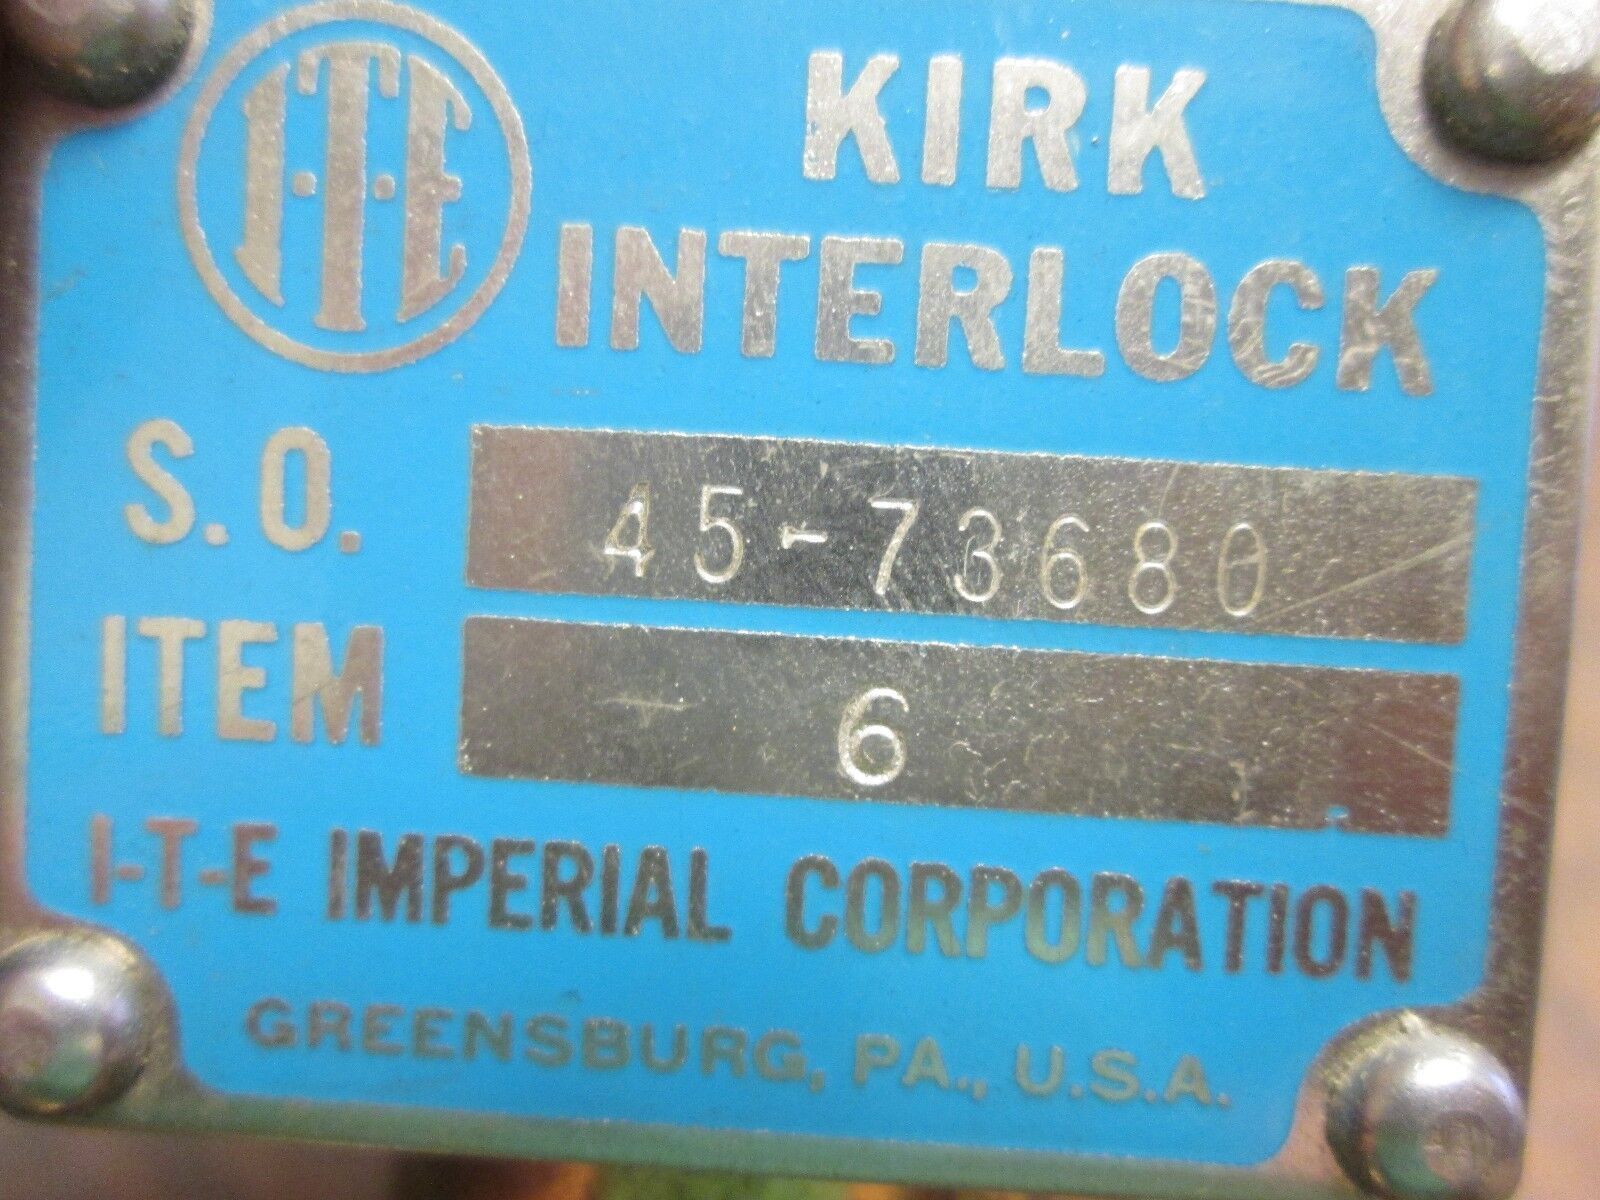 I-T-E
KIRK
INTERLOCK
S.O. 45-73680
ITEM 6
I-T-E IMPERIAL CORPORATION
GREENSBURG, PA., U.S.A.